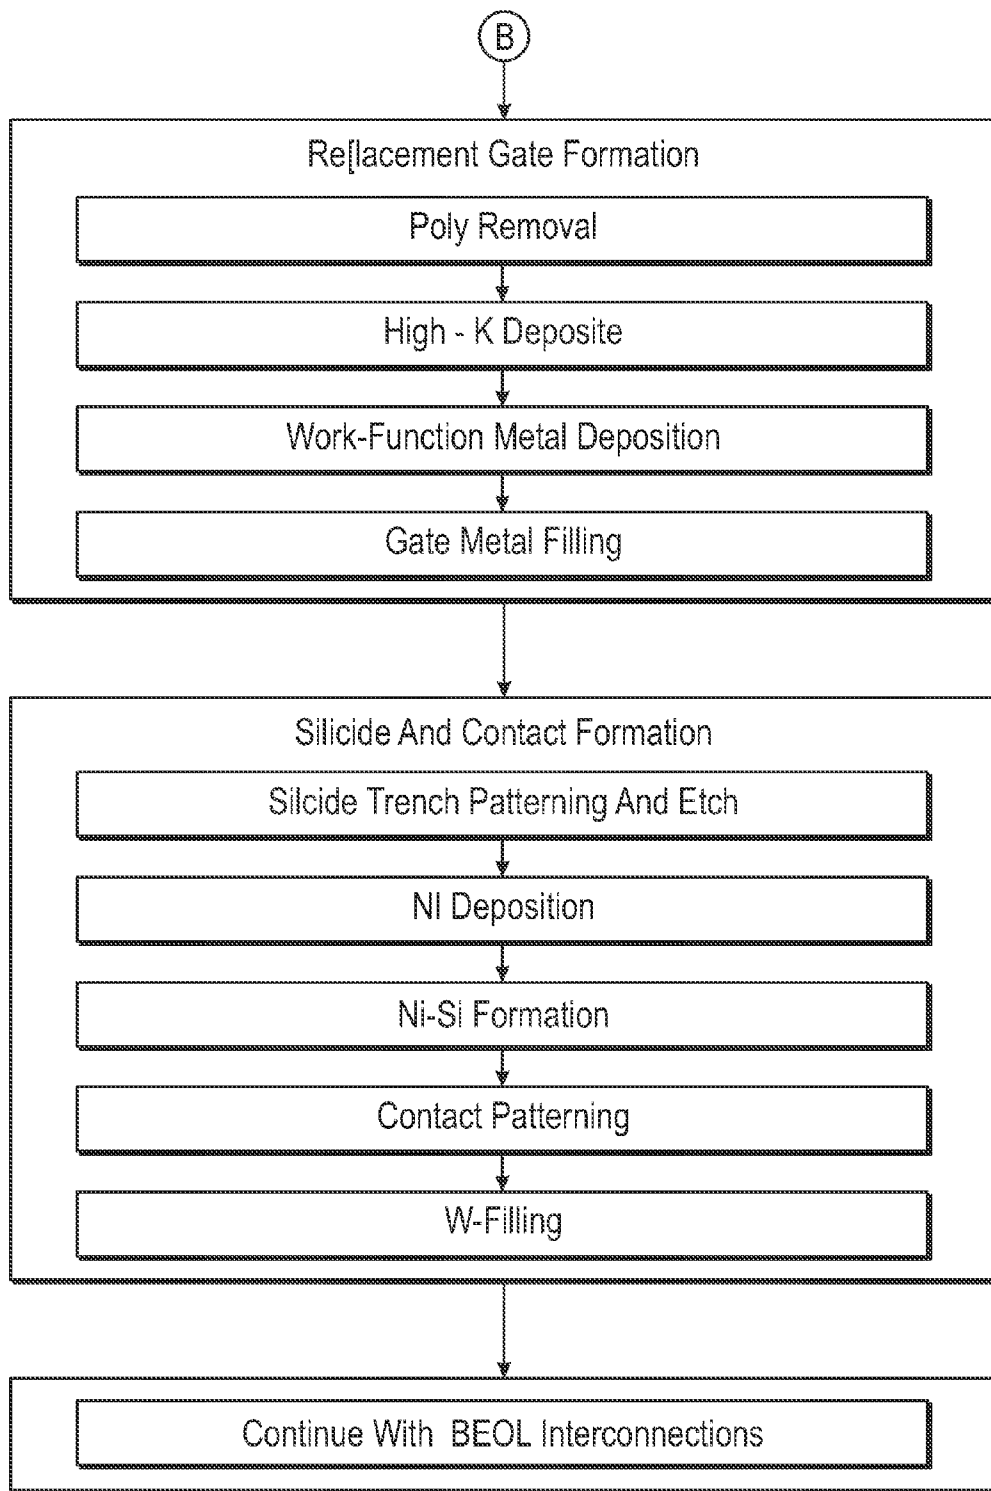 B
Re[lacement Gate Formation
Poly Removal
High - K Deposite
Work-Function Metal Deposition
Gate Metal Filling
Silicide And Contact Formation
Silcide Trench Patterning And Etch
NI Deposition
Ni-Si Formation
Contact Patterning
W-Filling
Continue With BEOL Interconnections